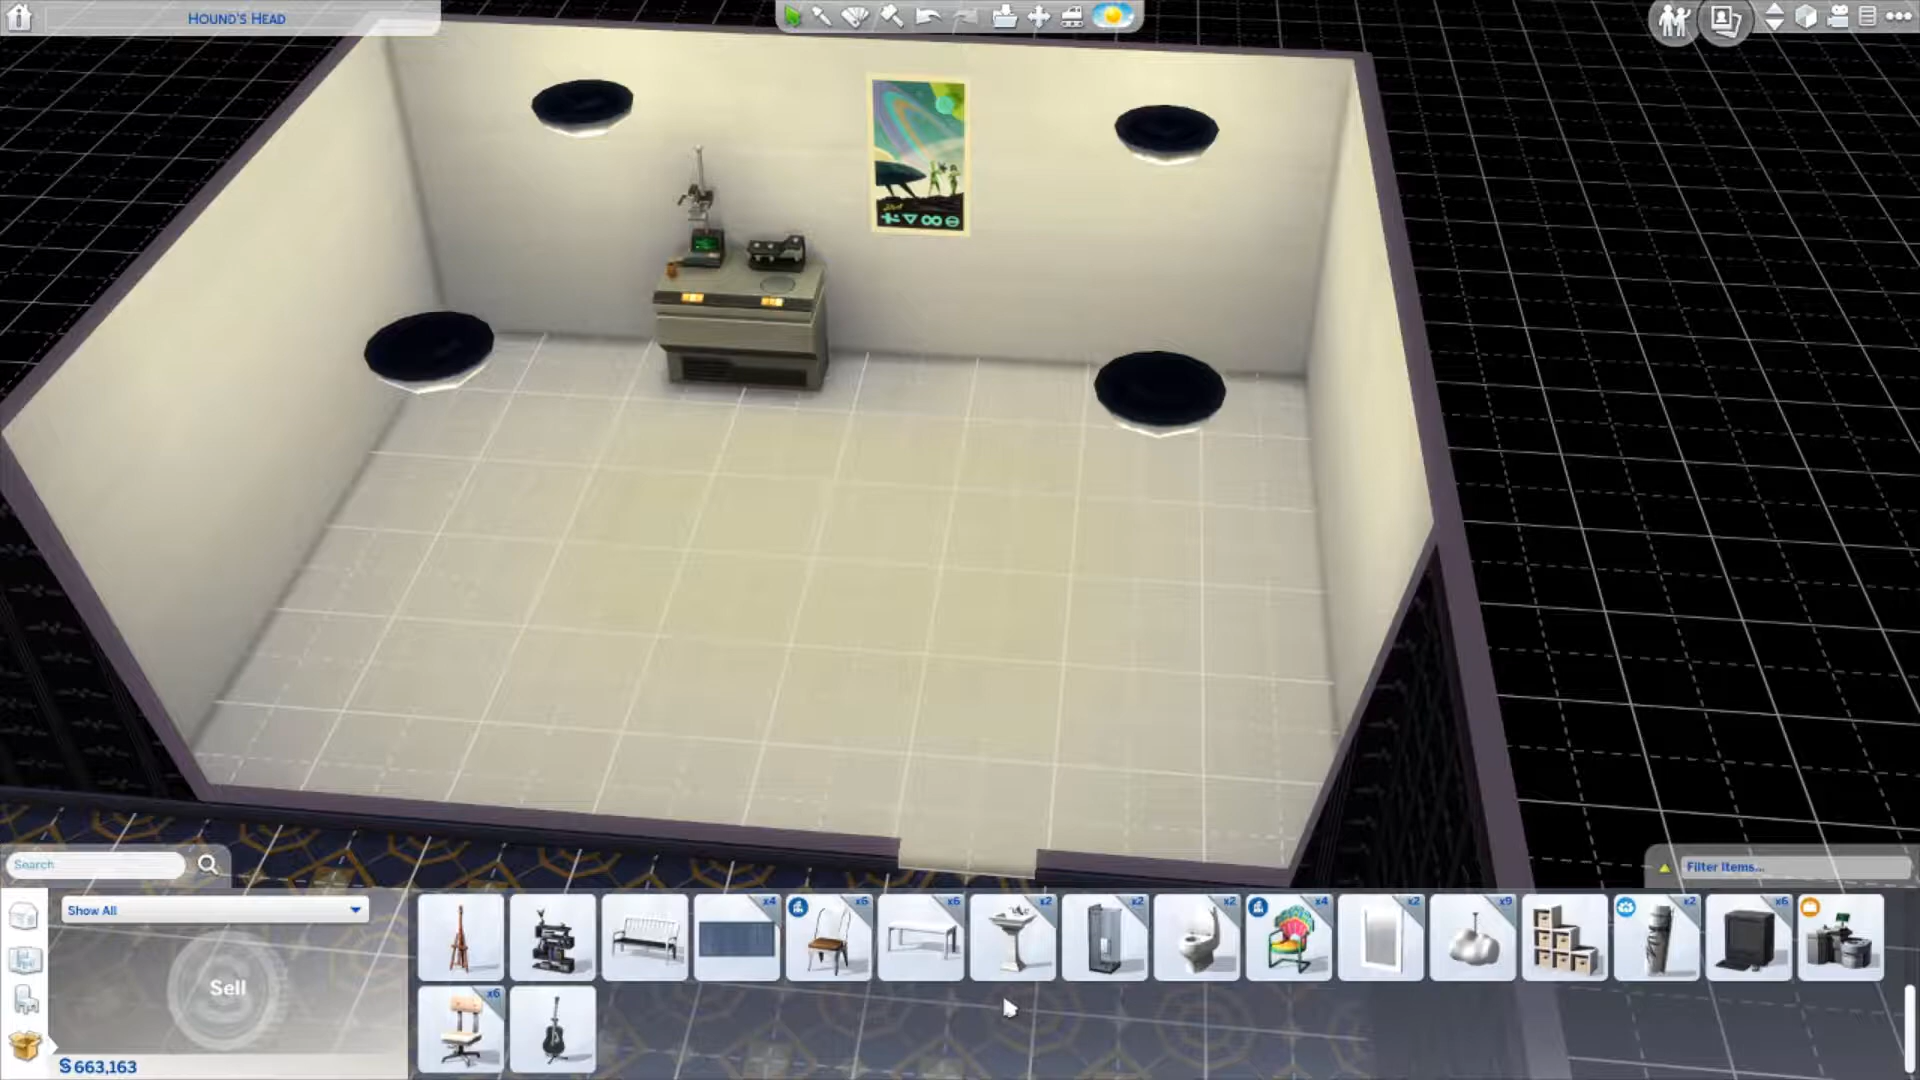 HOUND'S HEAD
Search
Filter Items...
Show All
x4
x6
x6
x2
x2
x2
x4
x2
x9
x2
x6
Sell
x6
§663,163